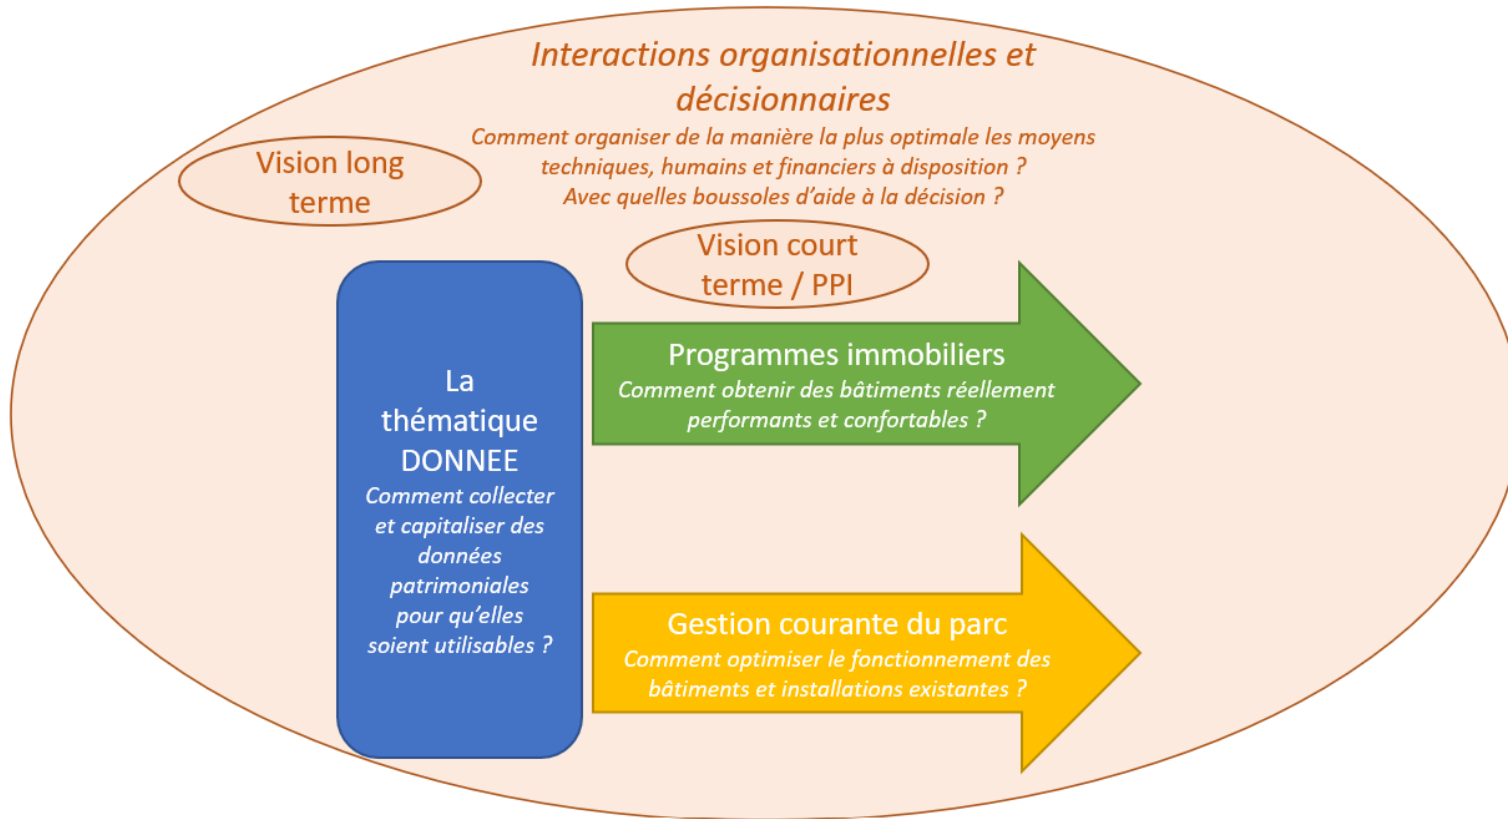 Interactions organisationnelles et
décisionnaires
Comment organiser de la manière la plus optimale les moyens
techniques, humains et financiers à disposition ?
Avec quelles boussoles d'aide à la décision ?
Vision long
terme
Vision court
terme / PPI
La
thématique
DONNEE
Comment collecter
et capitaliser des
données
patrimoniales
pour qu'elles
soient utilisables ?
Programmes immobiliers
Comment obtenir des bâtiments réellement
performants et confortables ?
Gestion courante du parc
Comment optimiser le fonctionnement des
bâtiments et installations existantes ?